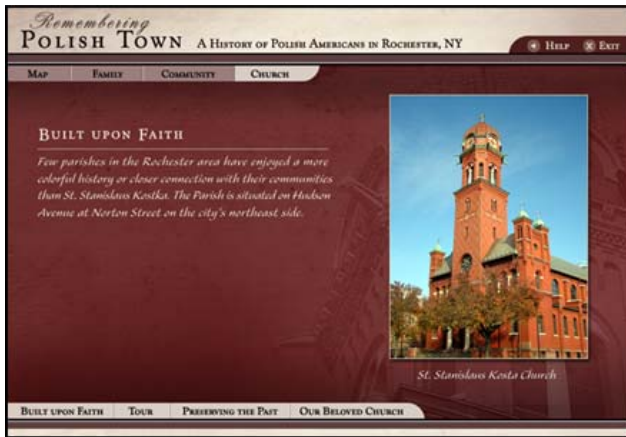 Remembering
POLISH TOWN A HISTORY OF POLISH AMERICANS IN ROCHESTER, NY
HELP EXIT
MAP FAMILY COMMUNITY CHURCH
BUILT UPON FAITH
Few parishes in the Rochester area have enjoyed a more
colorful history or closer connection with their communities
than St. Stanislaus Kostka. The Parish is situated on Hudson
Avenue at Norton Street on the city's northeast side.
St. Stanislaus Kosta Church
BUILT UPON FAITH TOUR PRESERVING THE PAST OUR BELOVED CHURCH